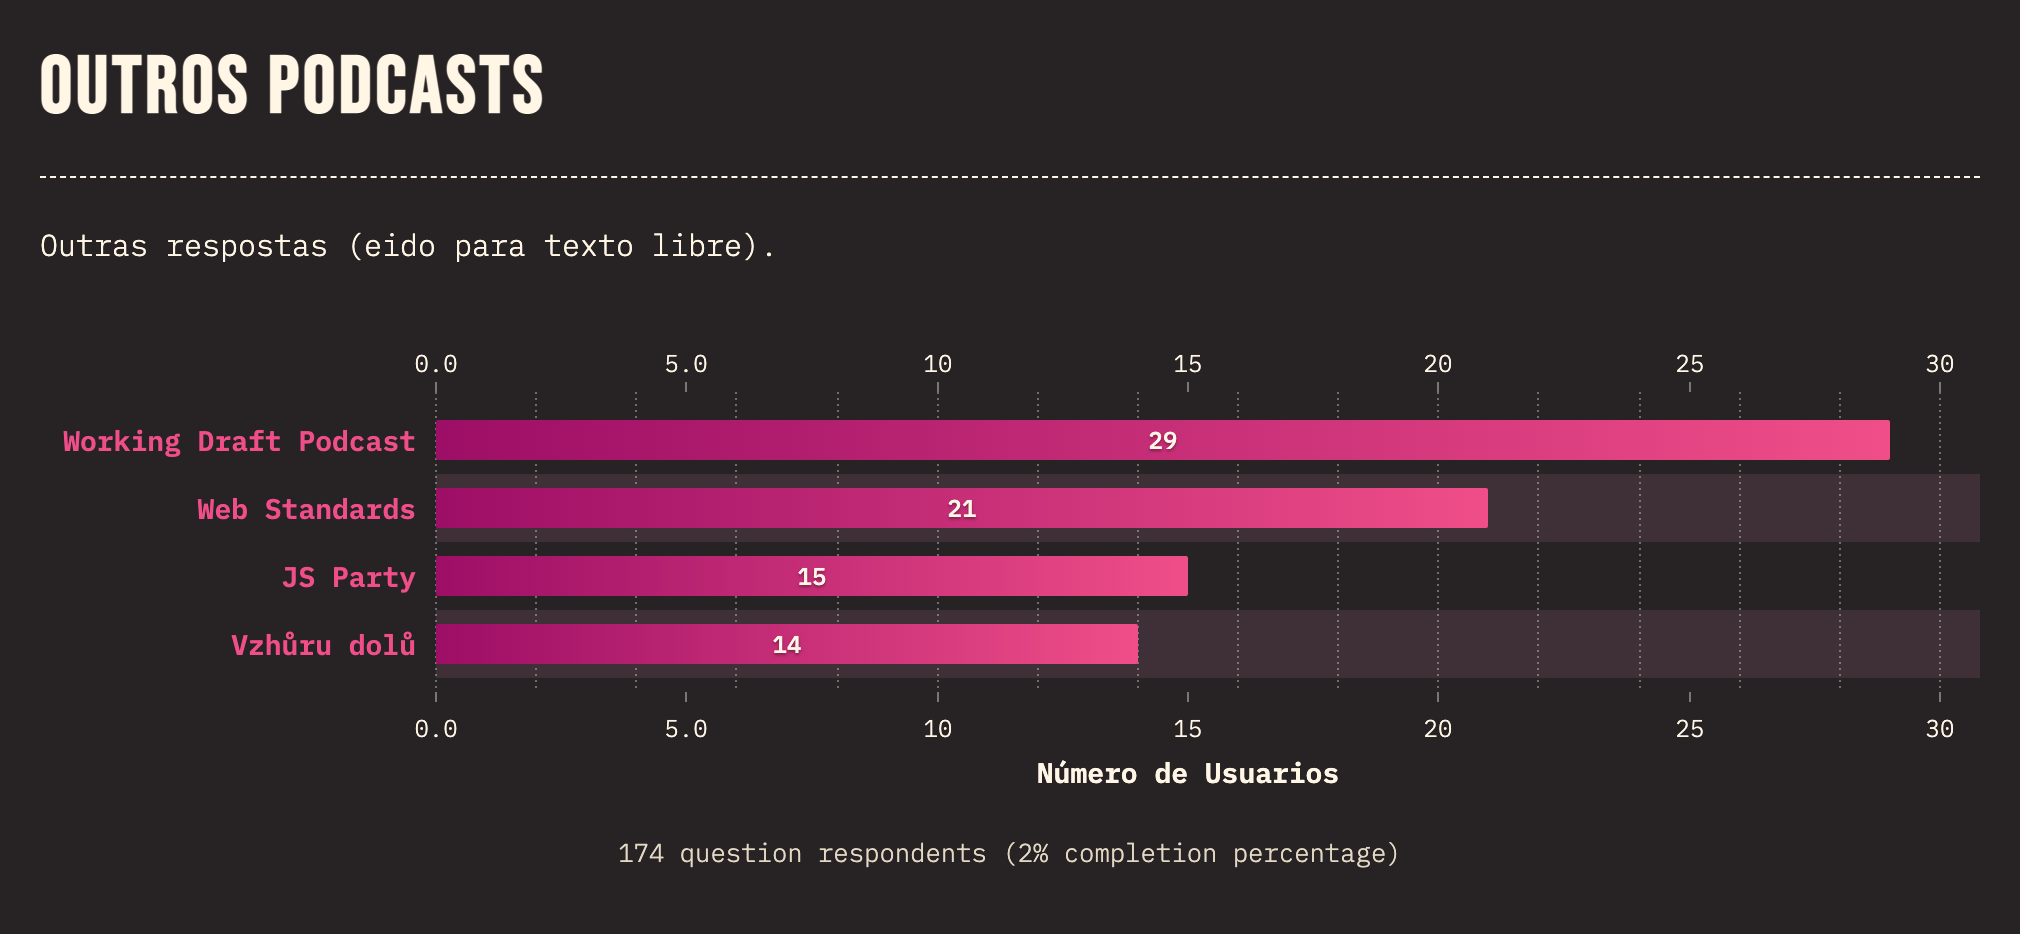 OUTROS PODCASTS
Outras respostas (eido para texto libre).
0.0 5.0 10 15 20 25 30
Working Draft Podcast 29
Web Standards 21
JS Party 15
Vzhůru dolů 14
0.0 5.0 10 15 20 25 30
Número de Usuarios
174 question respondents (2% completion percentage)